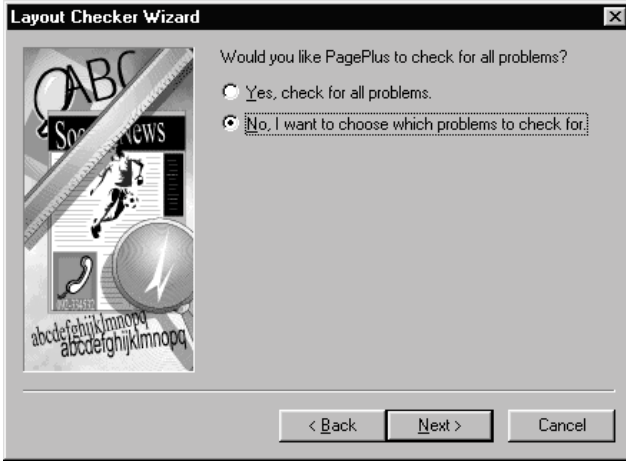 Layout Checker Wizard
Would you like PagePlus to check for all problems?
Yes, check for all problems.
No, I want to choose which problems to check for.
ABC
News
abcdefghijklmnopq
abcdefghijklmnopq
< Back
Next >
Cancel